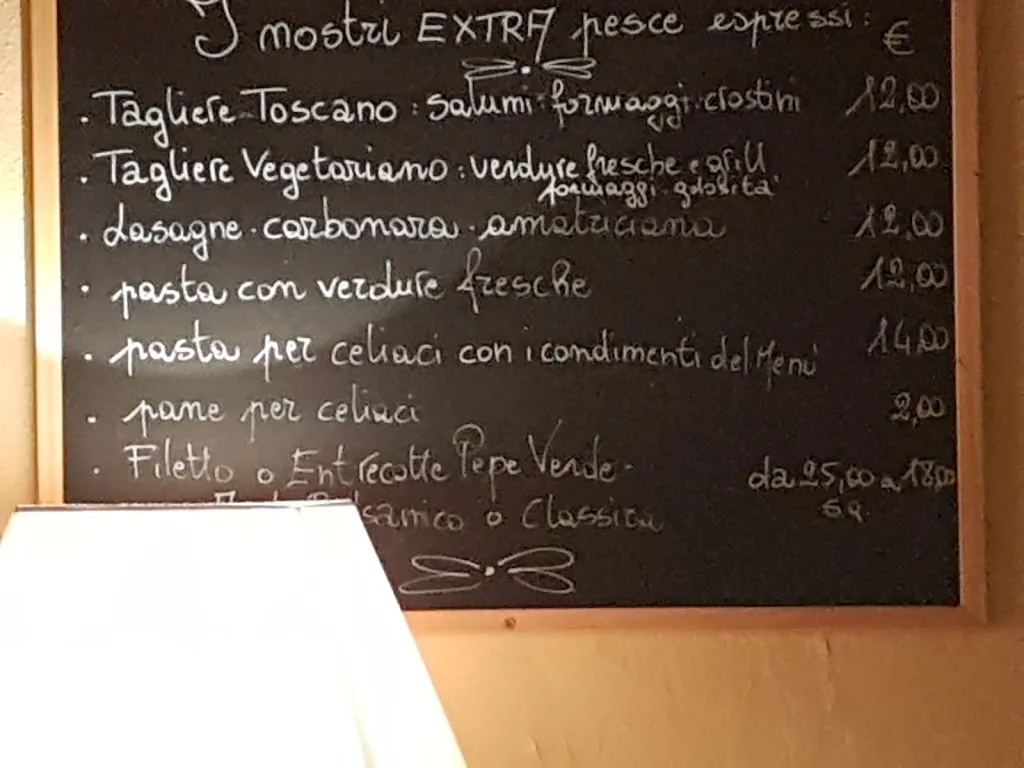 I nostri EXTRA pesce espressi: €
. Tagliere Toscano: salumi formaggi crostini 12,00
. Tagliere Vegetariano: verdure fresche e grill 12,00
formaggi golosità
. Lasagne. carbonara. amatriciana 12,00
. pasta con verdure fresche 12,00
. pasta per celiaci con i condimenti del Menù 14,00
. pane per celiaci 2,00
. Filetto o Entrecotte Pepe Verde - da 25,00 a 18,00
o Classica s.q.